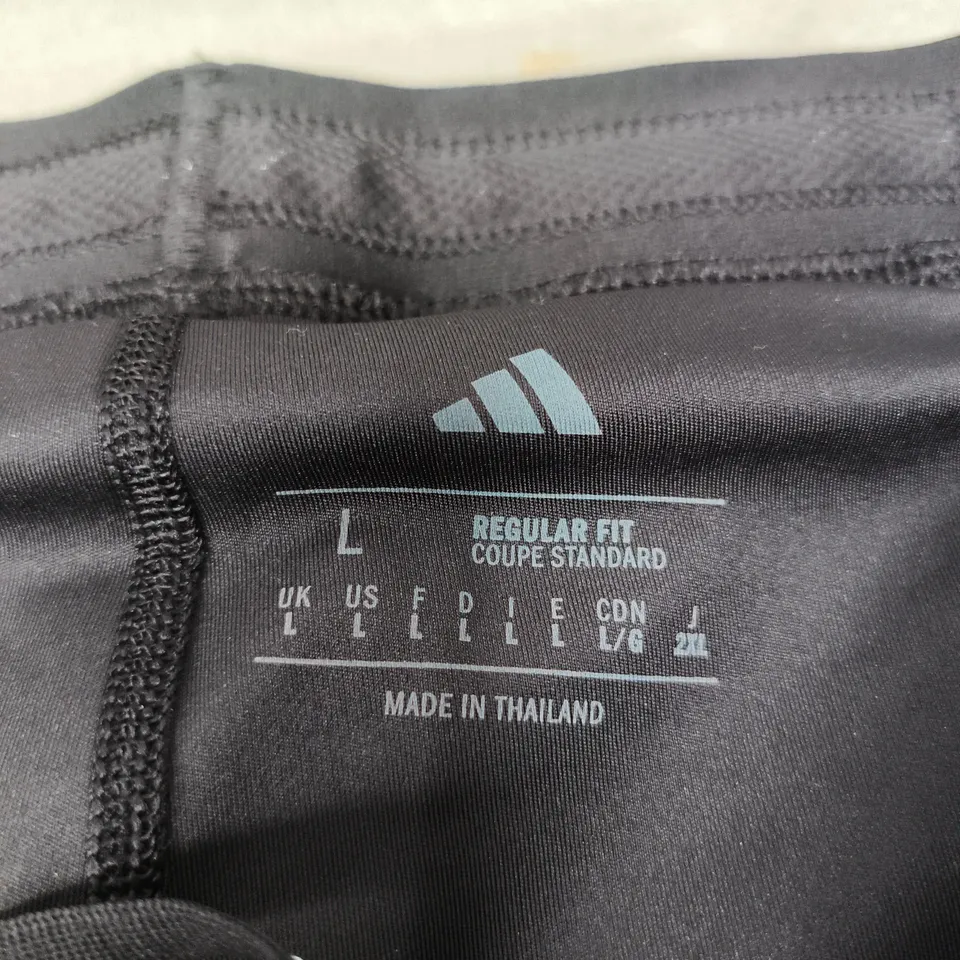 L
REGULAR FIT
COUPE STANDARD
UK US F D I E CDN J
L L L L L L L/G 2XL
MADE IN THAILAND